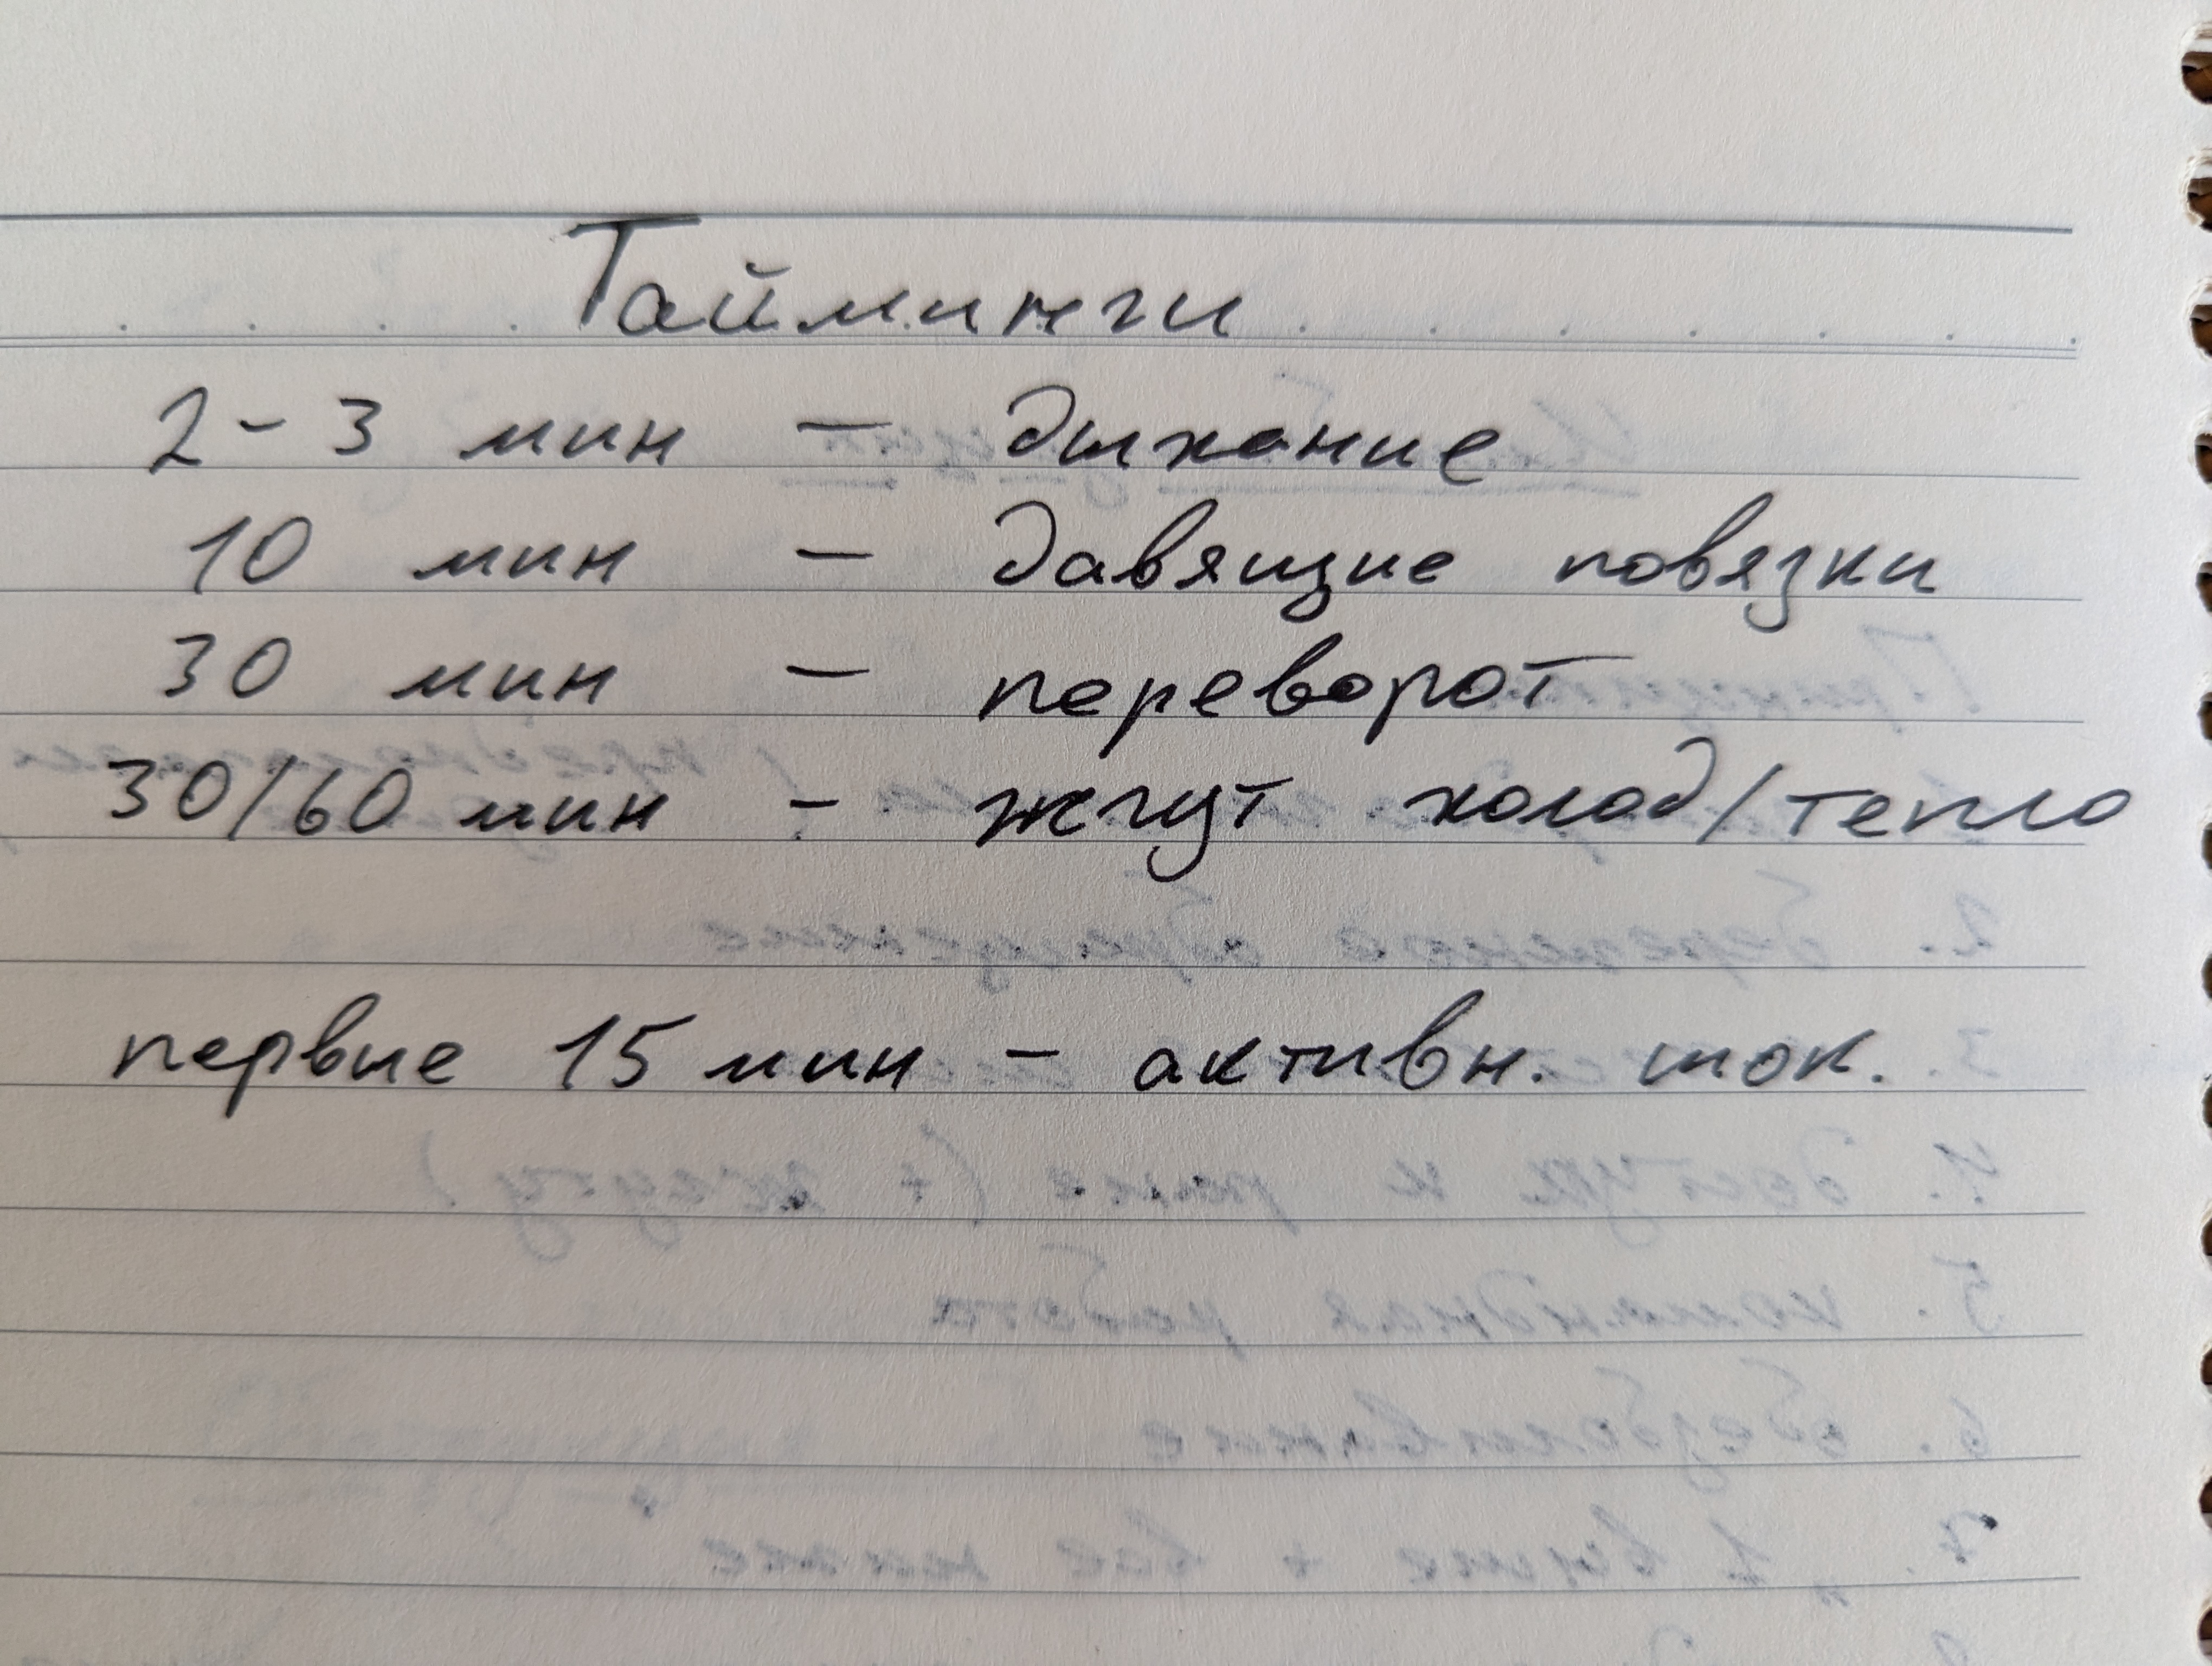 Тайминги
2-3 мин - дыхание
10 мин - давящие повязки
30 мин - переворот
30/60 мин - жгут холод/тепло
первые 15 мин - активн. шок.